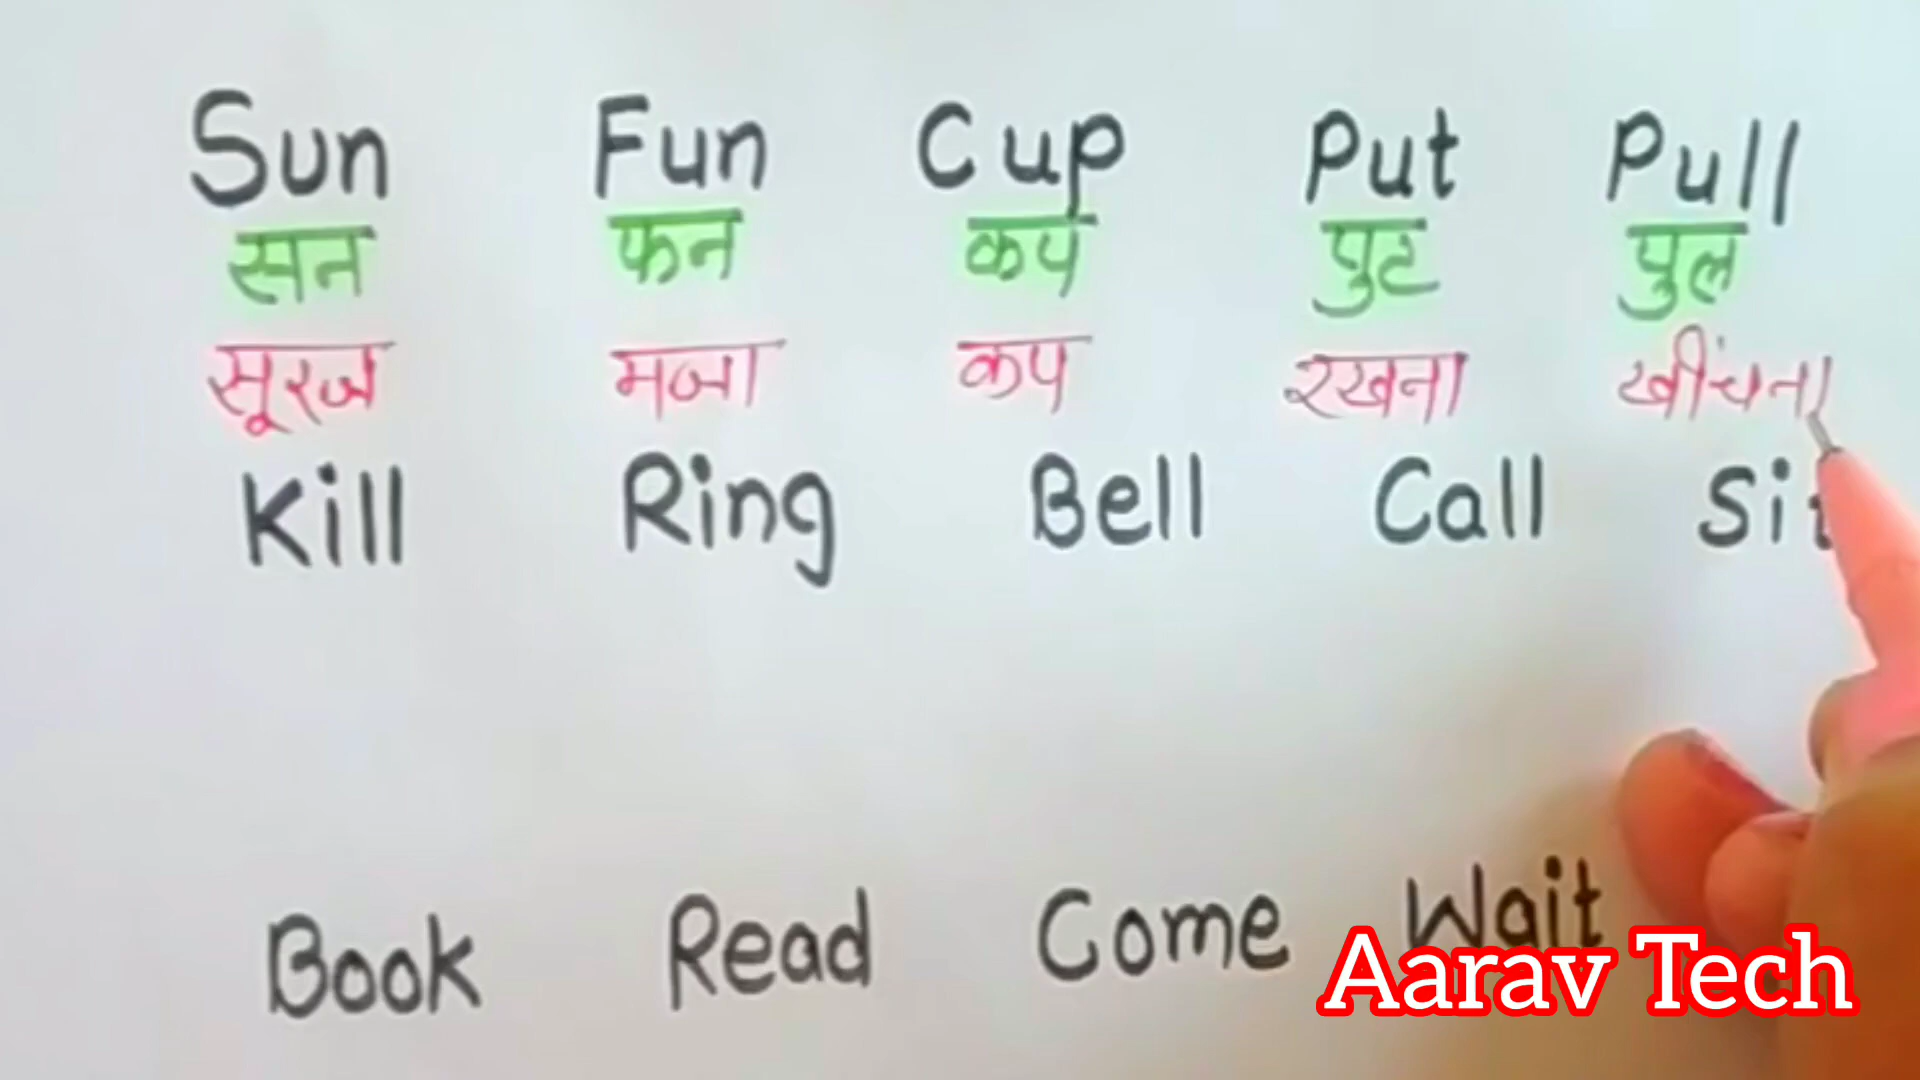 Sun Fun Cup Put Pull
सन फन कप पुट पुल
सूरज मजा कप रखना खींचना
Kill Ring Bell Call Sit
Book Read Come Wait
Aarav Tech